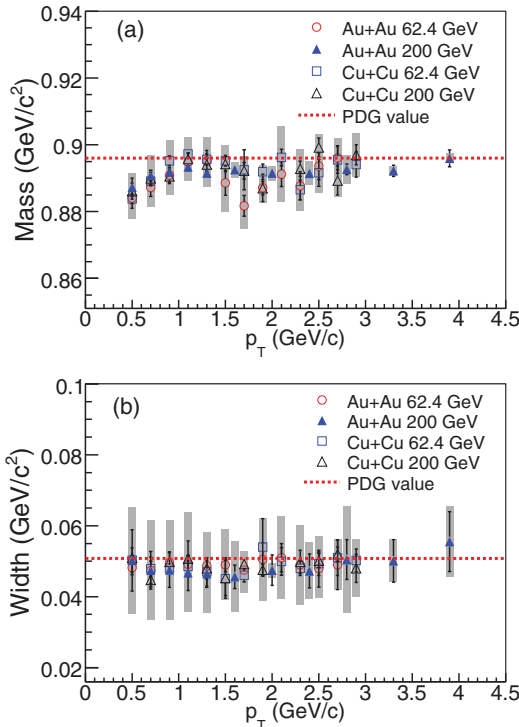 (a)
Au+Au 62.4 GeV
Au+Au 200 GeV
Cu+Cu 62.4 GeV
Cu+Cu 200 GeV
PDG value
Mass (GeV/c²)
0.94
0.92
0.9
0.88
0.86
0 0.5 1 1.5 2 2.5 3 3.5 4 4.5
p_T (GeV/c)
(b)
Au+Au 62.4 GeV
Au+Au 200 GeV
Cu+Cu 62.4 GeV
Cu+Cu 200 GeV
PDG value
Width (GeV/c²)
0.1
0.08
0.06
0.04
0.02
0 0.5 1 1.5 2 2.5 3 3.5 4 4.5
p_T (GeV/c)